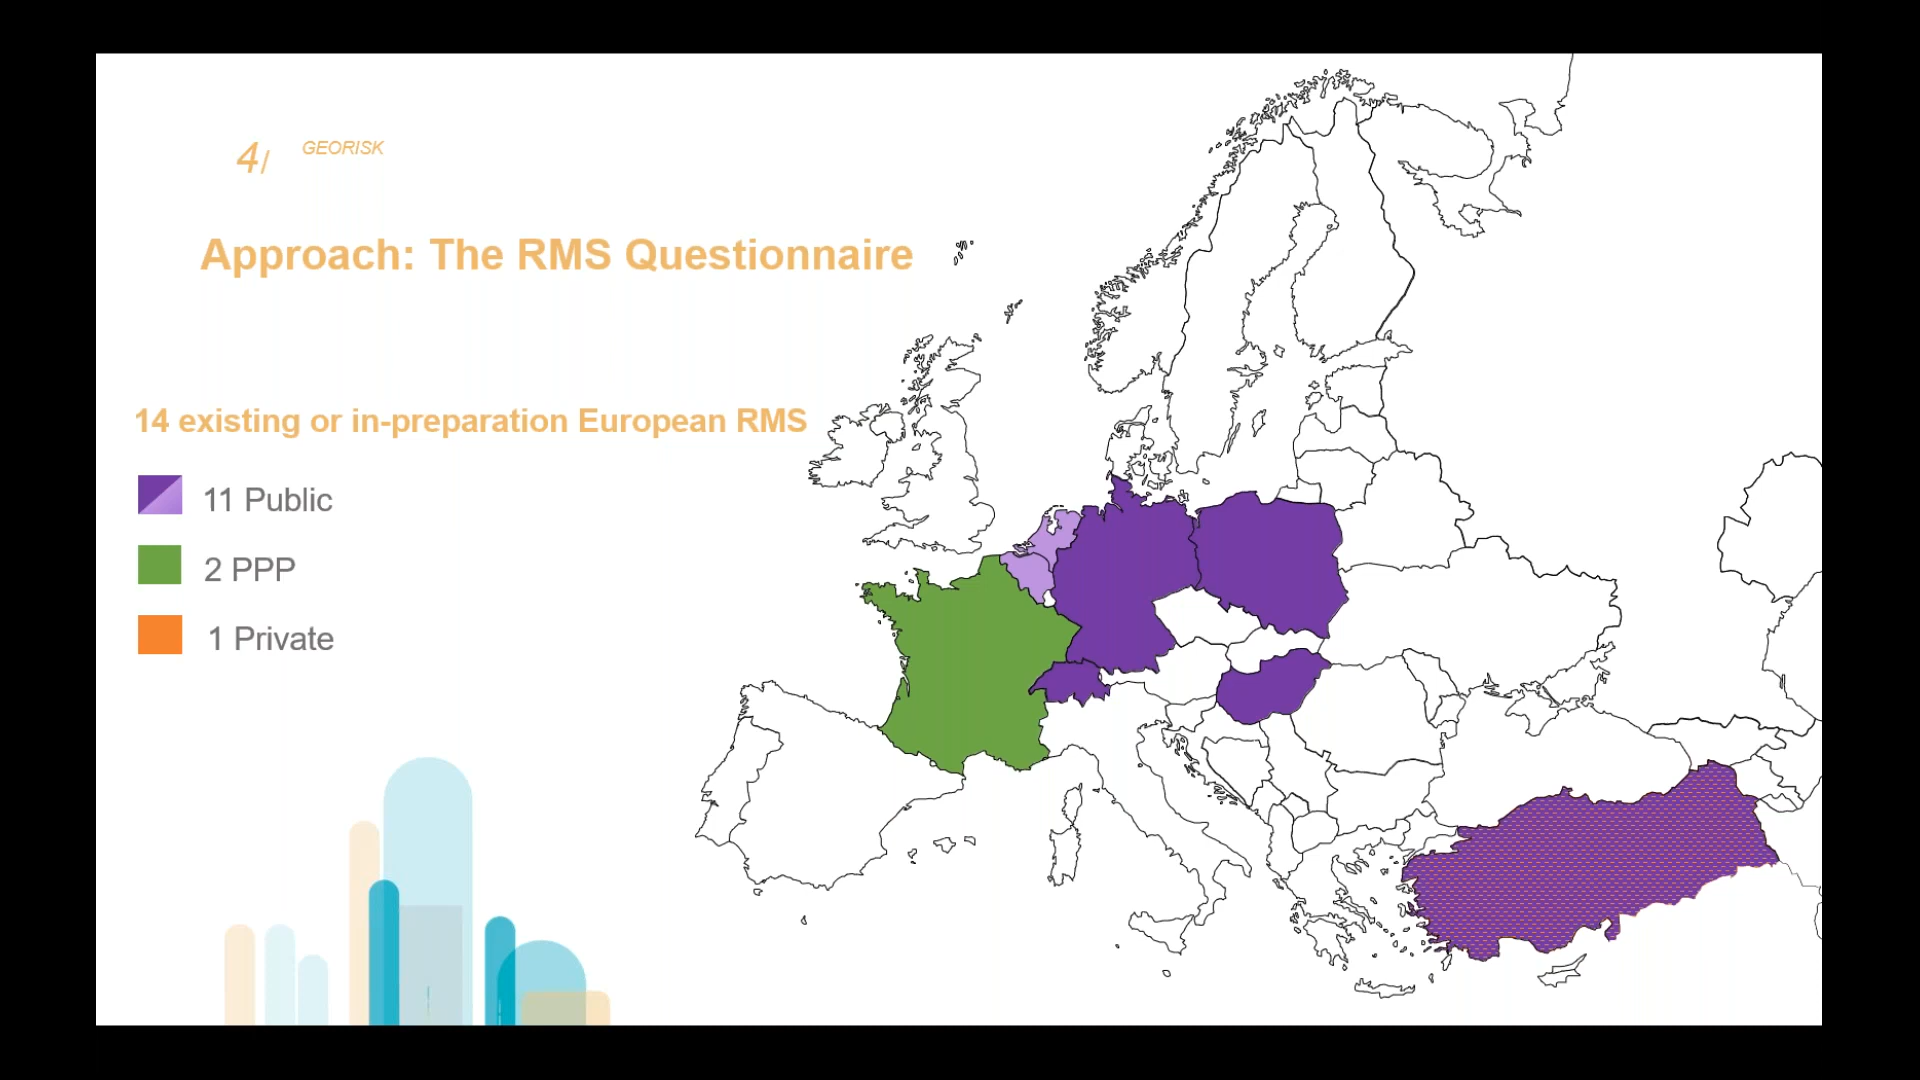 4/ GEORISK
Approach: The RMS Questionnaire
14 existing or in-preparation European RMS
11 Public
2 PPP
1 Private